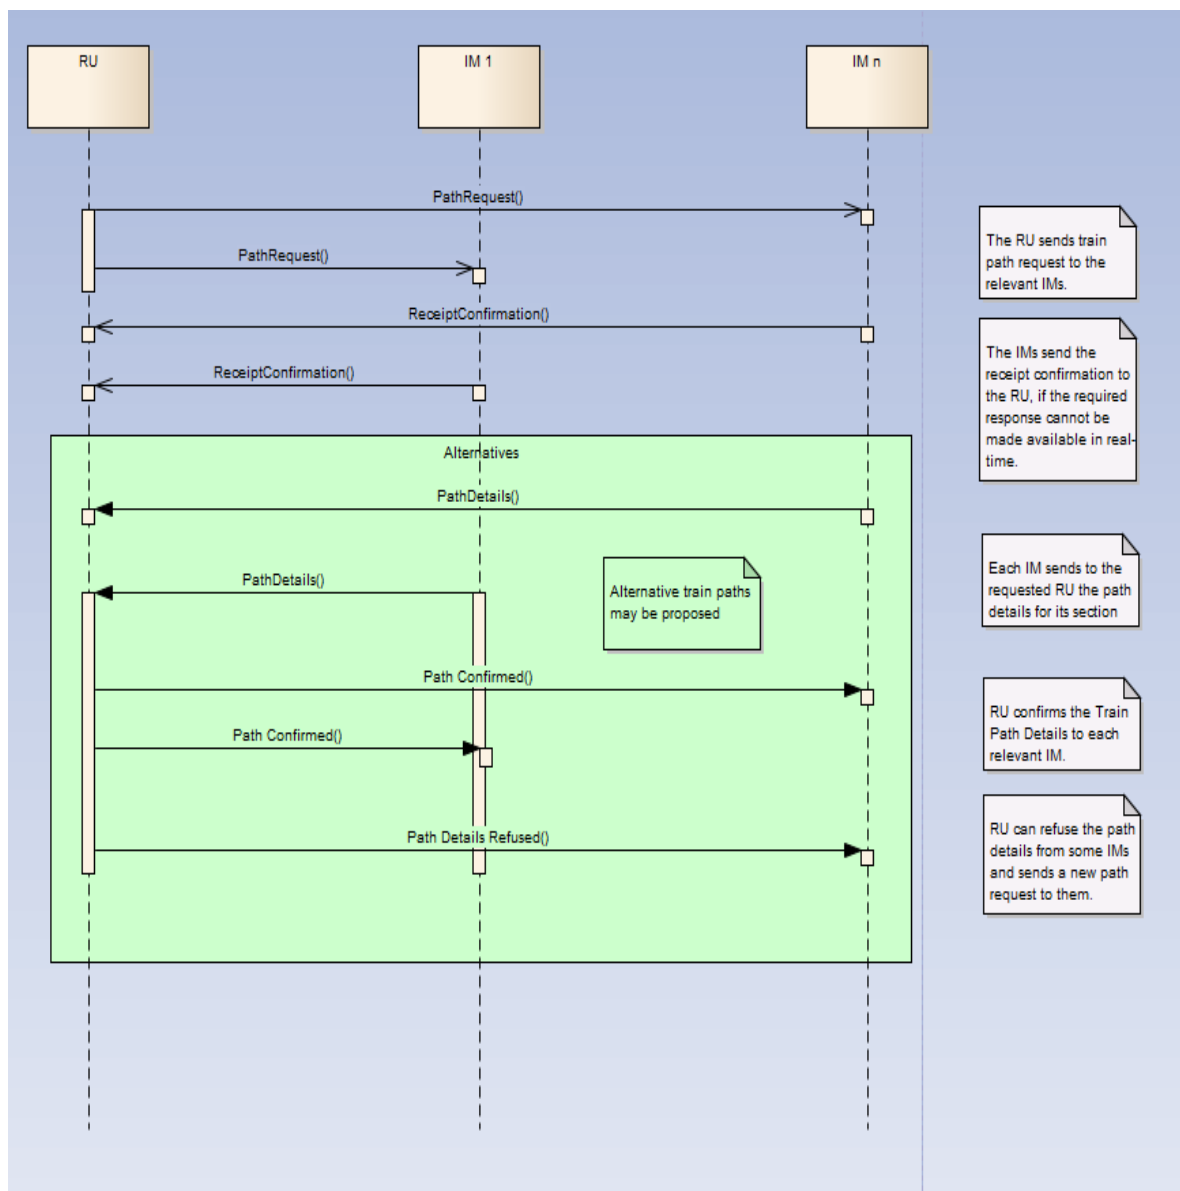 RU
IM 1
IM n
PathRequest()
PathRequest()
ReceiptConfirmation()
ReceiptConfirmation()
Alternatives
PathDetails()
PathDetails()
Alternative train paths
may be proposed
Path Confirmed()
Path Confirmed()
Path Details Refused()
The RU sends train
path request to the
relevant IMs.
The IMs send the
receipt confirmation to
the RU, if the required
response cannot be
made available in real-
time.
Each IM sends to the
requested RU the path
details for its section
RU confirms the Train
Path Details to each
relevant IM.
RU can refuse the path
details from some IMs
and sends a new path
request to them.